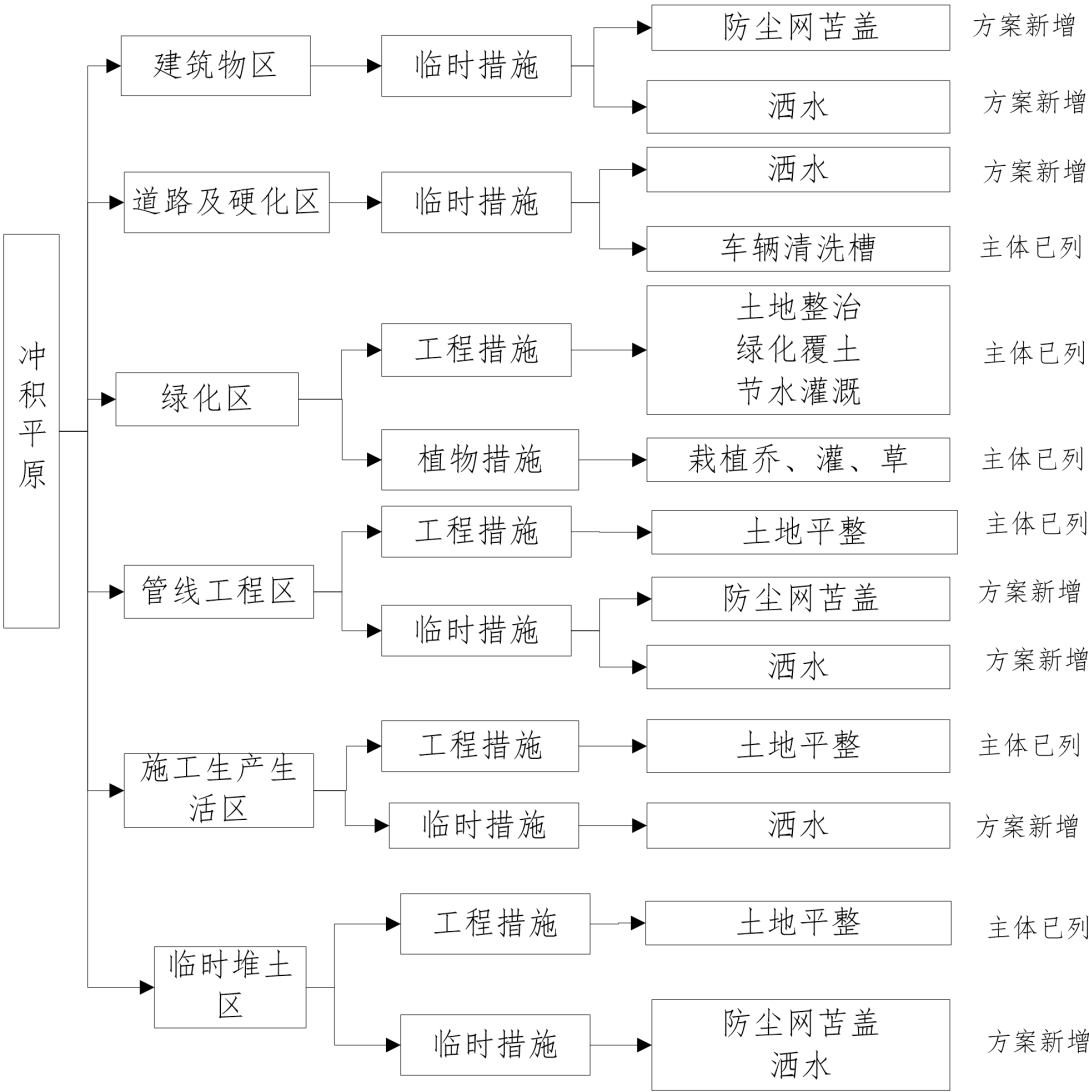 冲积平原
建筑物区
临时措施
防尘网苫盖
方案新增
洒水
方案新增
道路及硬化区
临时措施
洒水
方案新增
车辆清洗槽
主体已列
绿化区
工程措施
土地整治
绿化覆土
节水灌溉
主体已列
植物措施
栽植乔、灌、草
主体已列
管线工程区
工程措施
土地平整
主体已列
临时措施
防尘网苫盖
方案新增
洒水
方案新增
施工生产生
活区
工程措施
土地平整
主体已列
临时措施
洒水
方案新增
临时堆土
区
工程措施
土地平整
主体已列
临时措施
防尘网苫盖
洒水
方案新增